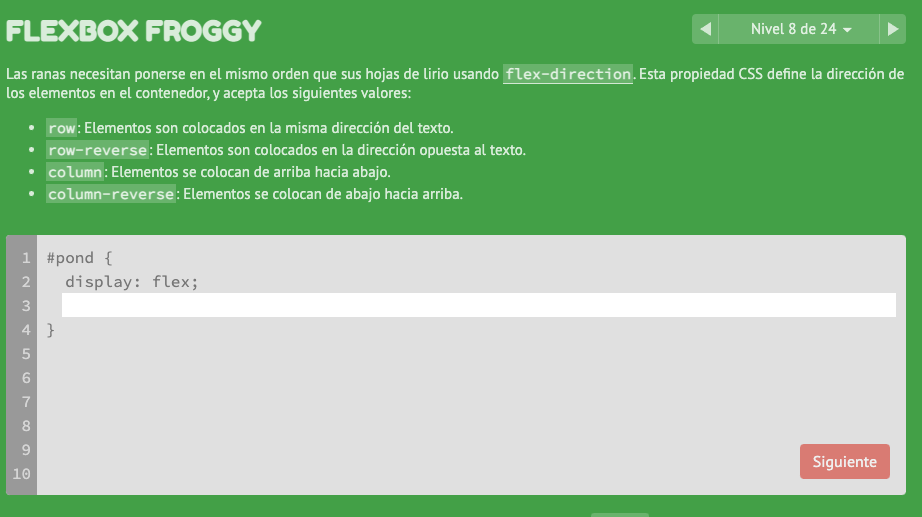 FLEXBOX FROGGY
Nivel 8 de 24
Las ranas necesitan ponerse en el mismo orden que sus hojas de lirio usando flex-direction. Esta propiedad CSS define la dirección de
los elementos en el contenedor, y acepta los siguientes valores:
row: Elementos son colocados en la misma dirección del texto.
row-reverse: Elementos son colocados en la dirección opuesta al texto.
column: Elementos se colocan de arriba hacia abajo.
column-reverse: Elementos se colocan de abajo hacia arriba.
1 #pond {
2 display: flex;
3
4 }
5
6
7
8
9
10
Siguiente